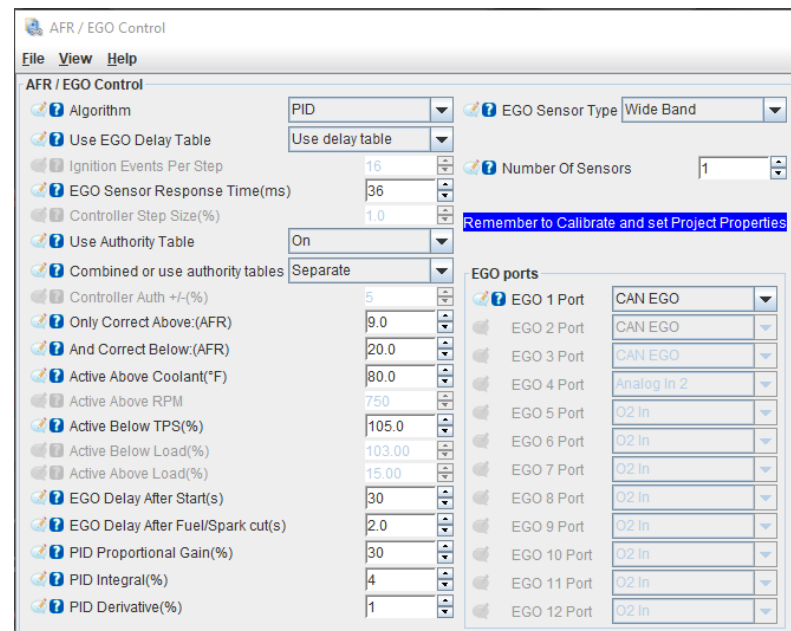 AFR / EGO Control
File View Help
AFR / EGO Control
Algorithm PID
Use EGO Delay Table Use delay table
Ignition Events Per Step 16
EGO Sensor Response Time(ms) 36
Controller Step Size(%) 1.0
Use Authority Table On
Combined or use authority tables Separate
Controller Auth +/-(%) 5
Only Correct Above:(AFR) 9.0
And Correct Below:(AFR) 20.0
Active Above Coolant(°F) 80.0
Active Above RPM 750
Active Below TPS(%) 105.0
Active Below Load(%) 103.00
Active Above Load(%) 15.00
EGO Delay After Start(s) 30
EGO Delay After Fuel/Spark cut(s) 2.0
PID Proportional Gain(%) 30
PID Integral(%) 4
PID Derivative(%) 1
EGO Sensor Type Wide Band
Number Of Sensors 1
Remember to Calibrate and set Project Properties
EGO ports
EGO 1 Port CAN EGO
EGO 2 Port CAN EGO
EGO 3 Port CAN EGO
EGO 4 Port Analog In 2
EGO 5 Port O2 In
EGO 6 Port O2 In
EGO 7 Port O2 In
EGO 8 Port O2 In
EGO 9 Port O2 In
EGO 10 Port O2 In
EGO 11 Port O2 In
EGO 12 Port O2 In